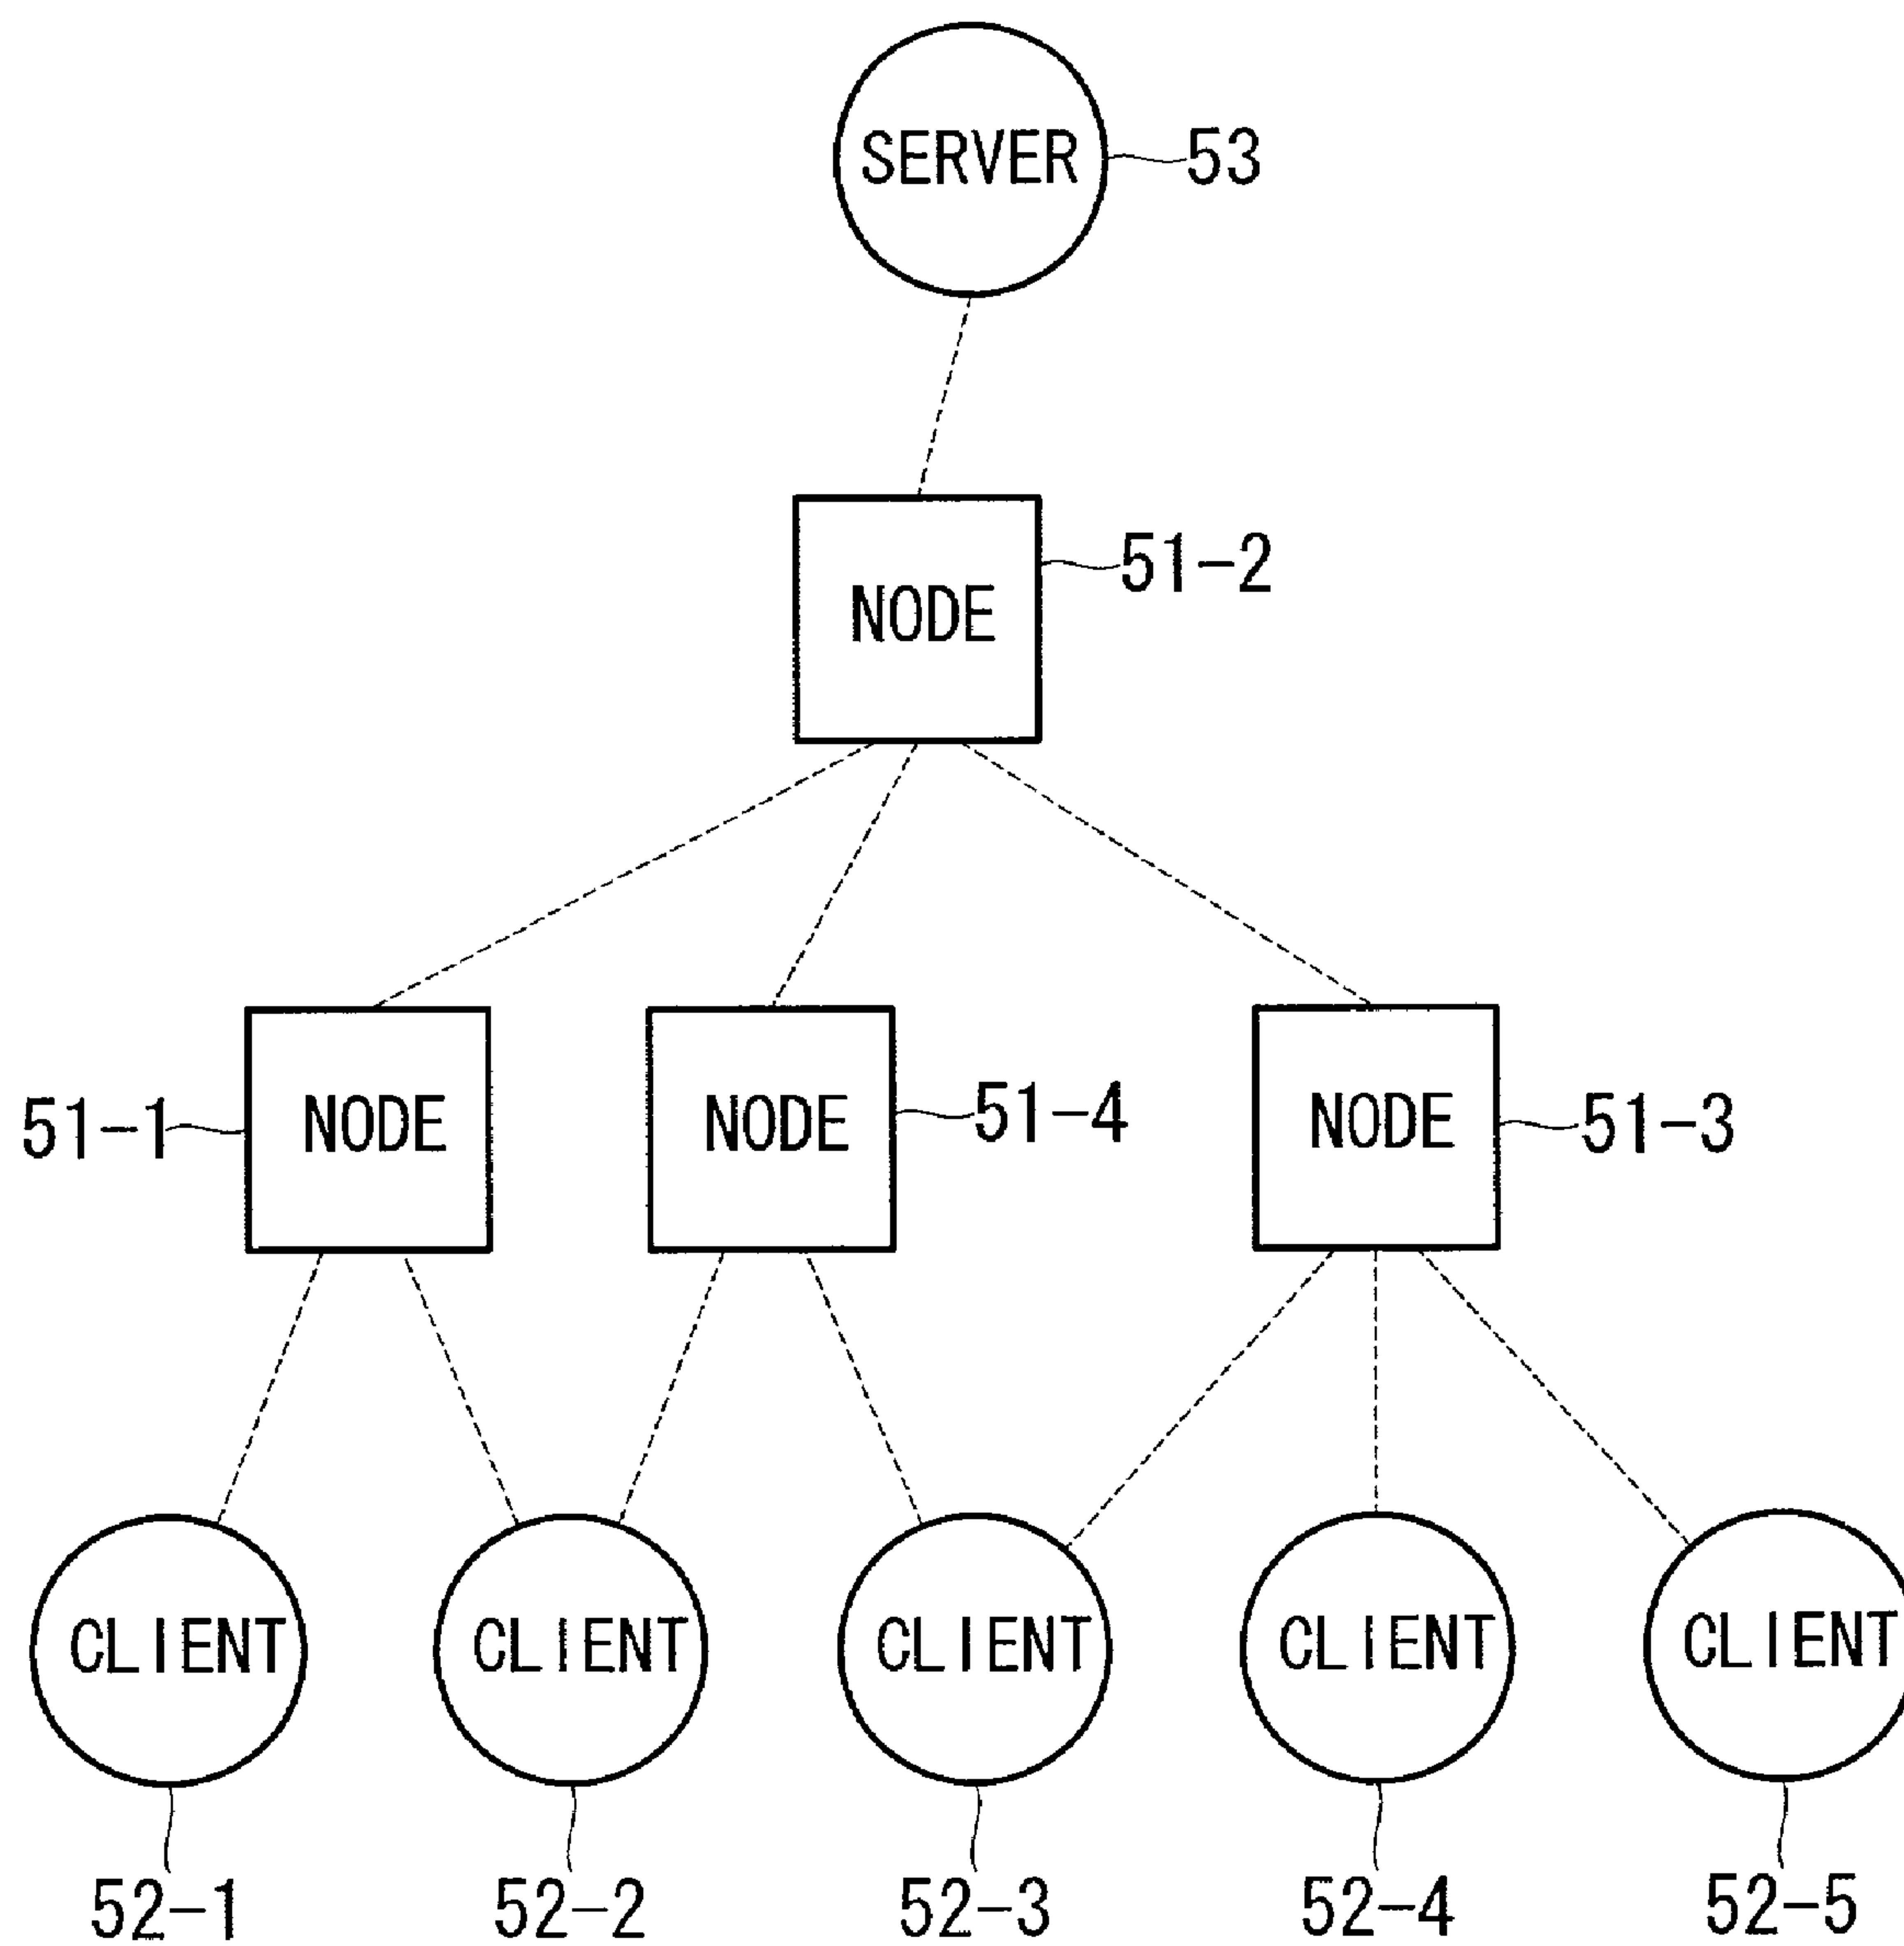 SERVER
53
NODE
51-2
51-1
NODE
NODE
51-4
NODE
51-3
CLIENT
CLIENT
CLIENT
CLIENT
CLIENT
52-1
52-2
52-3
52-4
52-5